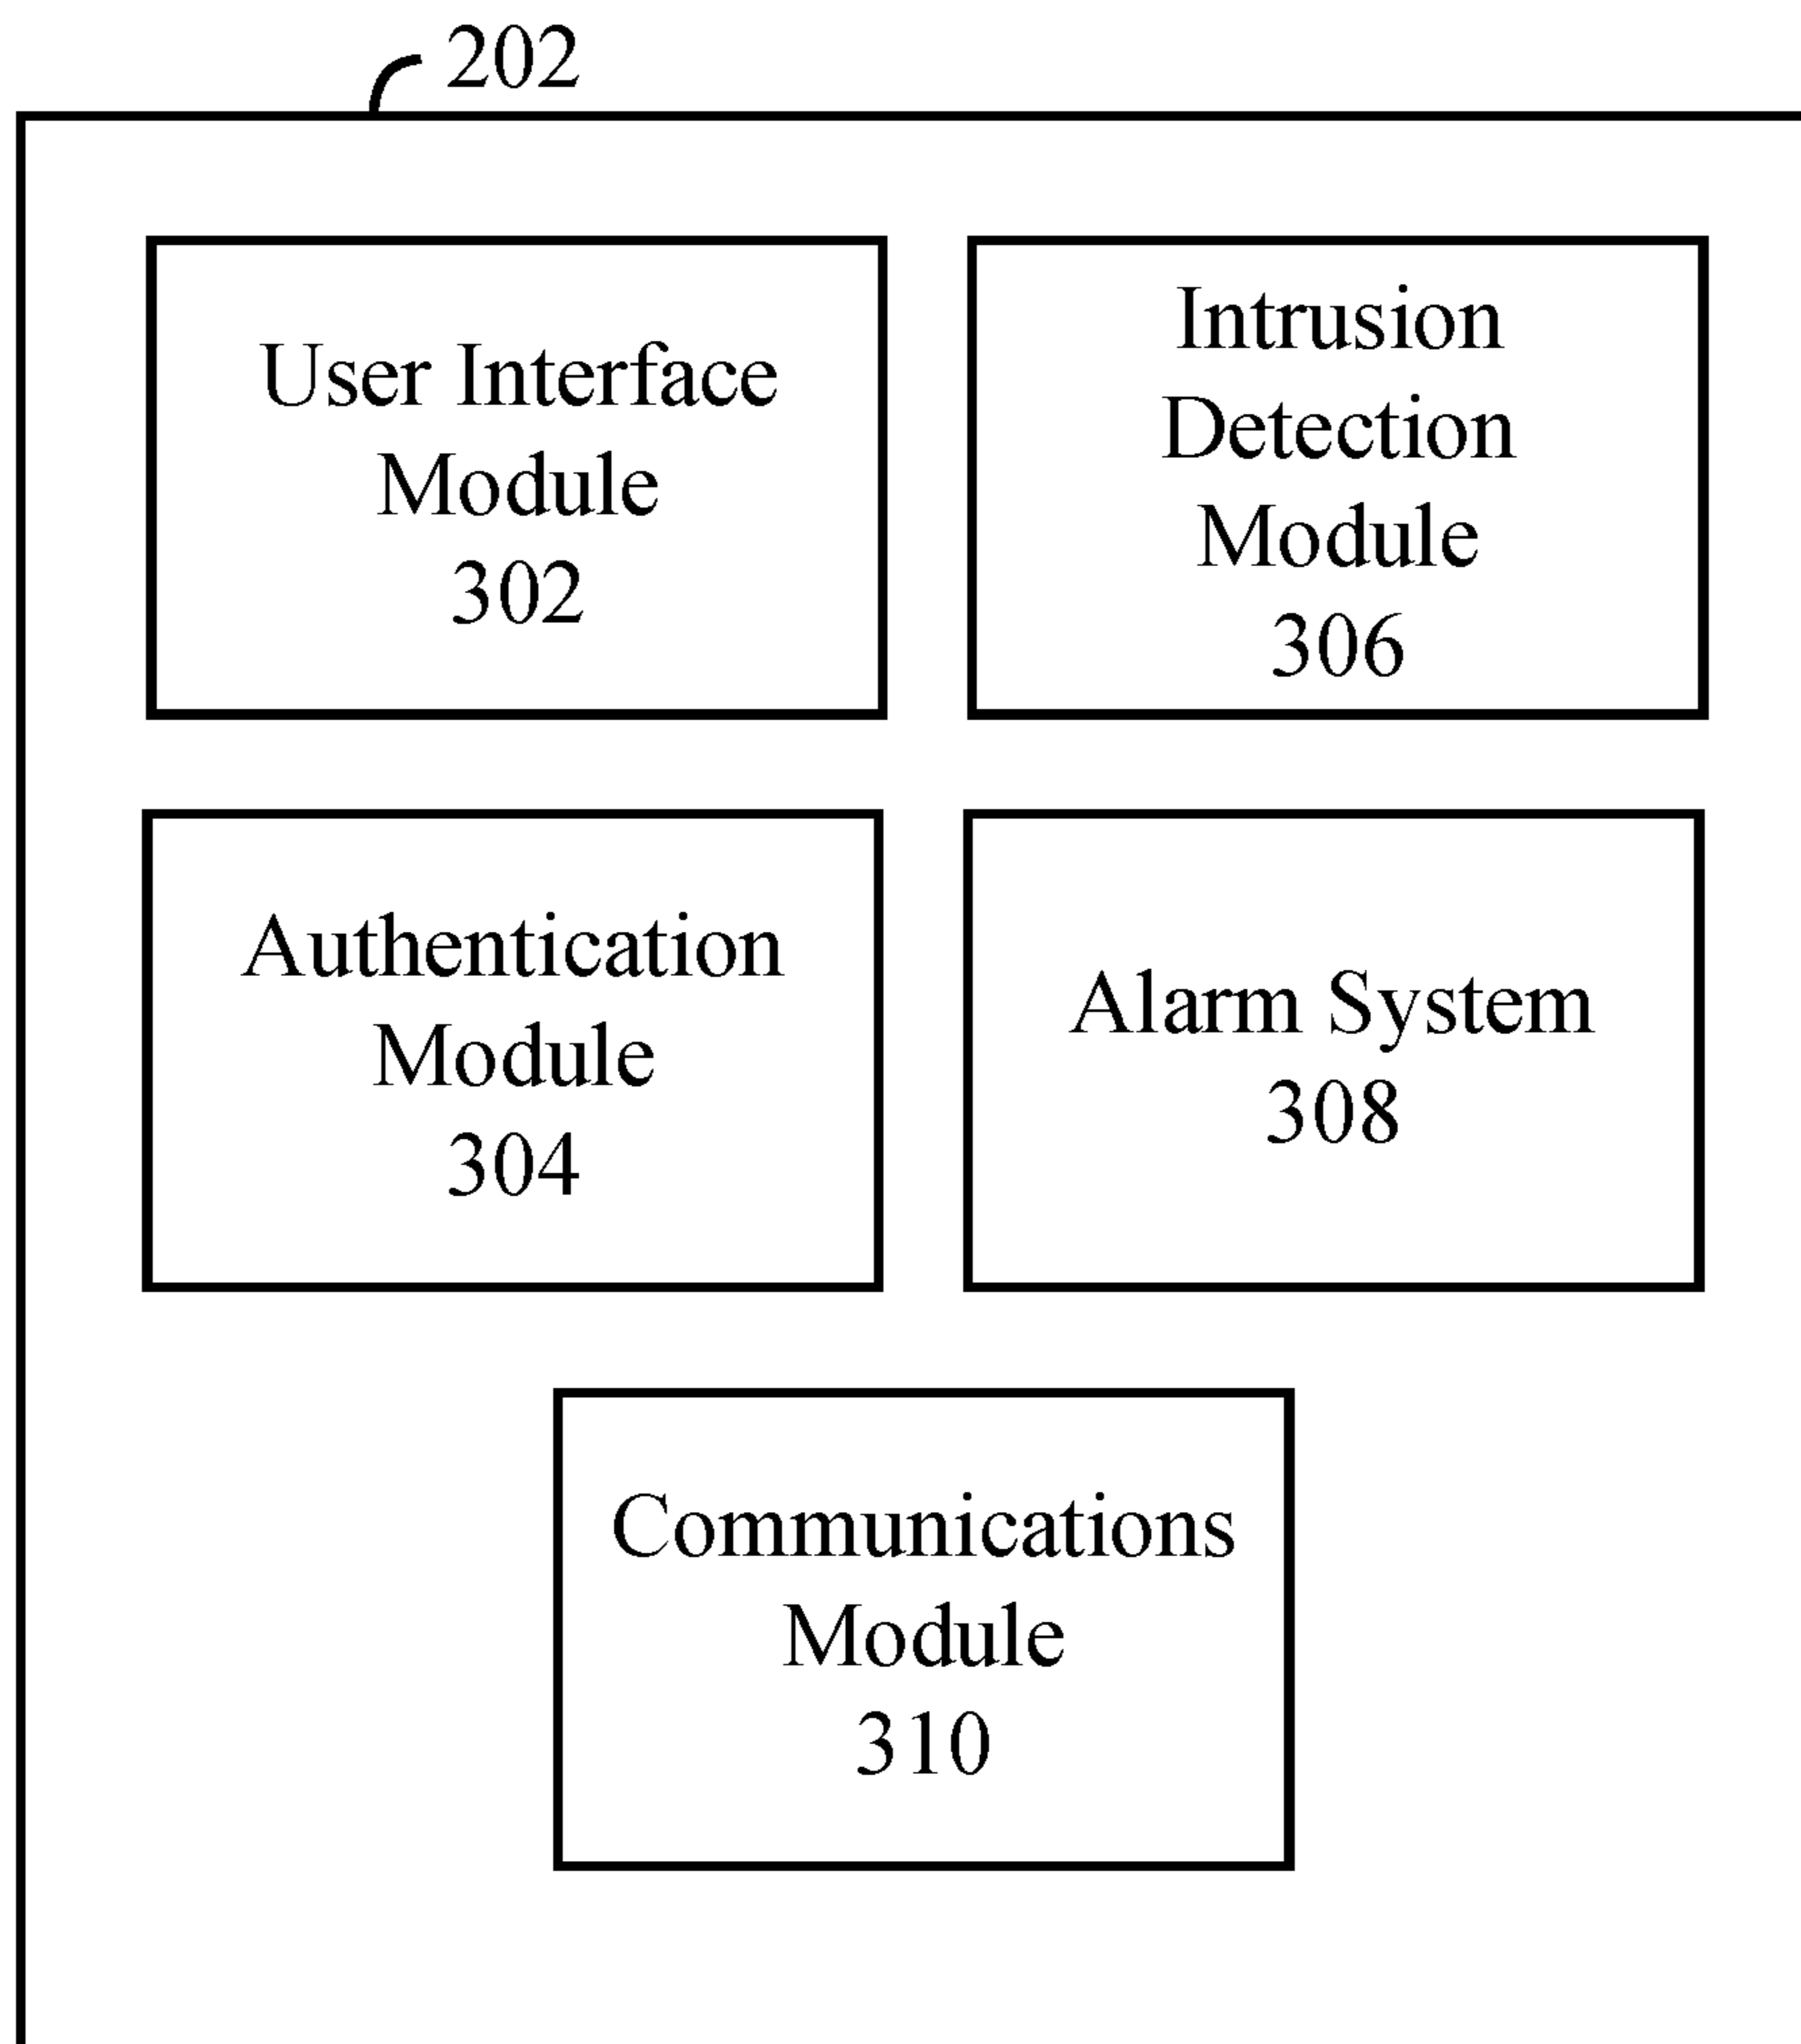 202
User Interface
Module
302
Intrusion
Detection
Module
306
Authentication
Module
304
Alarm System
308
Communications
Module
310